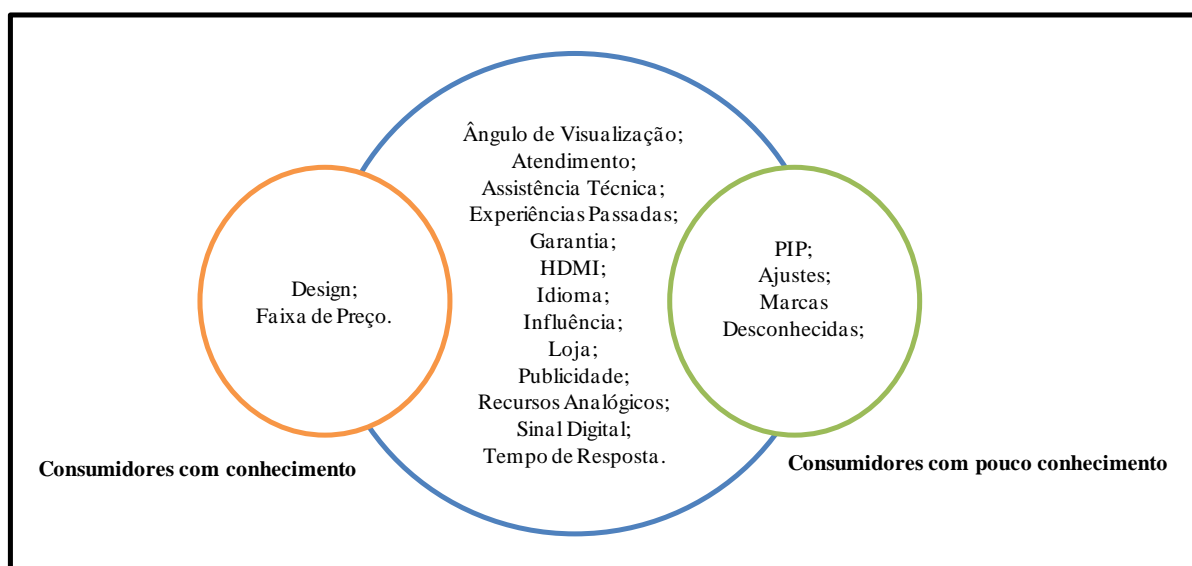 Design;
Faixa de Preço.
Ângulo de Visualização;
Atendimento;
Assistência Técnica;
Experiências Passadas;
Garantia;
HDMI;
Idioma;
Influência;
Loja;
Publicidade;
Recursos Analógicos;
Sinal Digital;
Tempo de Resposta.
PIP;
Ajustes;
Marcas
Desconhecidas;
Consumidores com conhecimento
Consumidores com pouco conhecimento